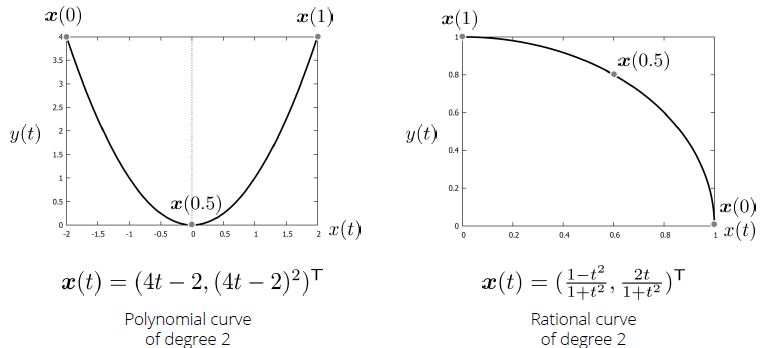 x(0) x(1)
4
3.5
3
2.5
y(t) 2
1.5
1
0.5
x(0.5)
0
-2 -1.5 -1 -0.5 0 0.5 1 1.5 2 x(t)
x(t) = (4t − 2, (4t − 2)²)ᵀ
Polynomial curve
of degree 2
x(1)
1
x(0.5)
0.8
0.6
y(t)
0.4
0.2
x(0)
0
0 0.2 0.4 0.6 0.8 1 x(t)
x(t) = (1−t²/1+t², 2t/1+t²)ᵀ
Rational curve
of degree 2